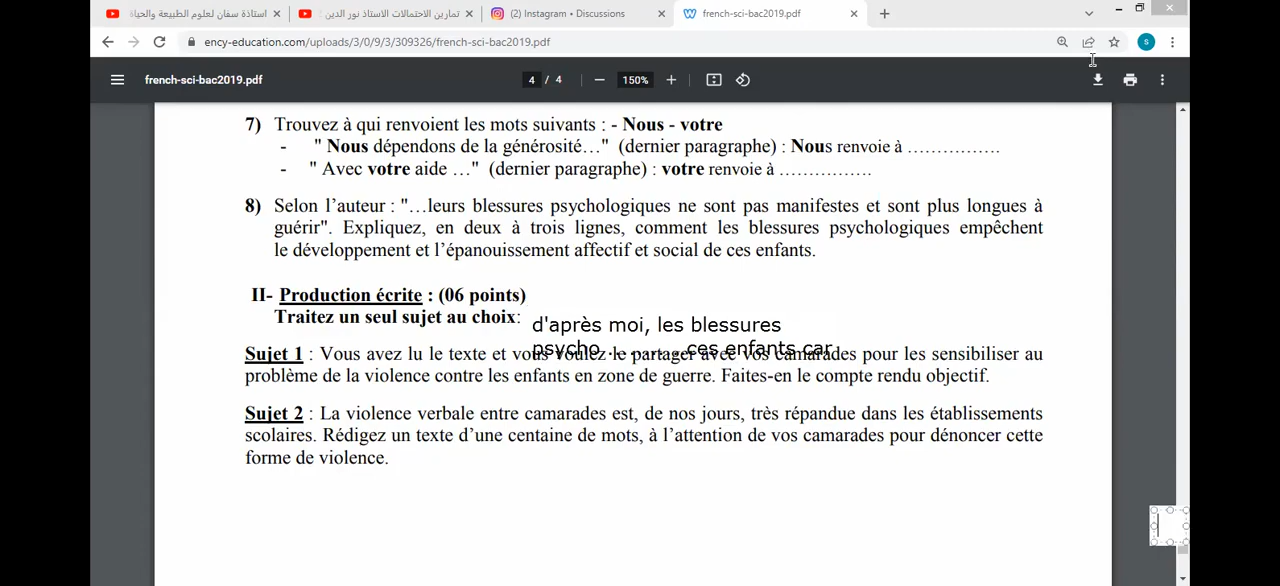 استاذة سفان لعلوم الطبيعة والحياة
تمارين الاحتمالات الاستاذ نور الدين
(2) Instagram • Discussions
french-sci-bac2019.pdf
ency-education.com/uploads/3/0/9/3/309326/french-sci-bac2019.pdf
s
french-sci-bac2019.pdf
4 / 4
150%
7) Trouvez à qui renvoient les mots suivants : - Nous - votre
- " Nous dépendons de la générosité…" (dernier paragraphe) : Nous renvoie à ……………
- " Avec votre aide …" (dernier paragraphe) : votre renvoie à ……………
8) Selon l’auteur : "…leurs blessures psychologiques ne sont pas manifestes et sont plus longues à
guérir". Expliquez, en deux à trois lignes, comment les blessures psychologiques empêchent
le développement et l’épanouissement affectif et social de ces enfants.
II- Production écrite : (06 points)
Traitez un seul sujet au choix:
d'après moi, les blessures
psycho............ces enfants car
Sujet 1 : Vous avez lu le texte et vous voulez le partager avec vos camarades pour les sensibiliser au
problème de la violence contre les enfants en zone de guerre. Faites-en le compte rendu objectif.
Sujet 2 : La violence verbale entre camarades est, de nos jours, très répandue dans les établissements
scolaires. Rédigez un texte d’une centaine de mots, à l’attention de vos camarades pour dénoncer cette
forme de violence.